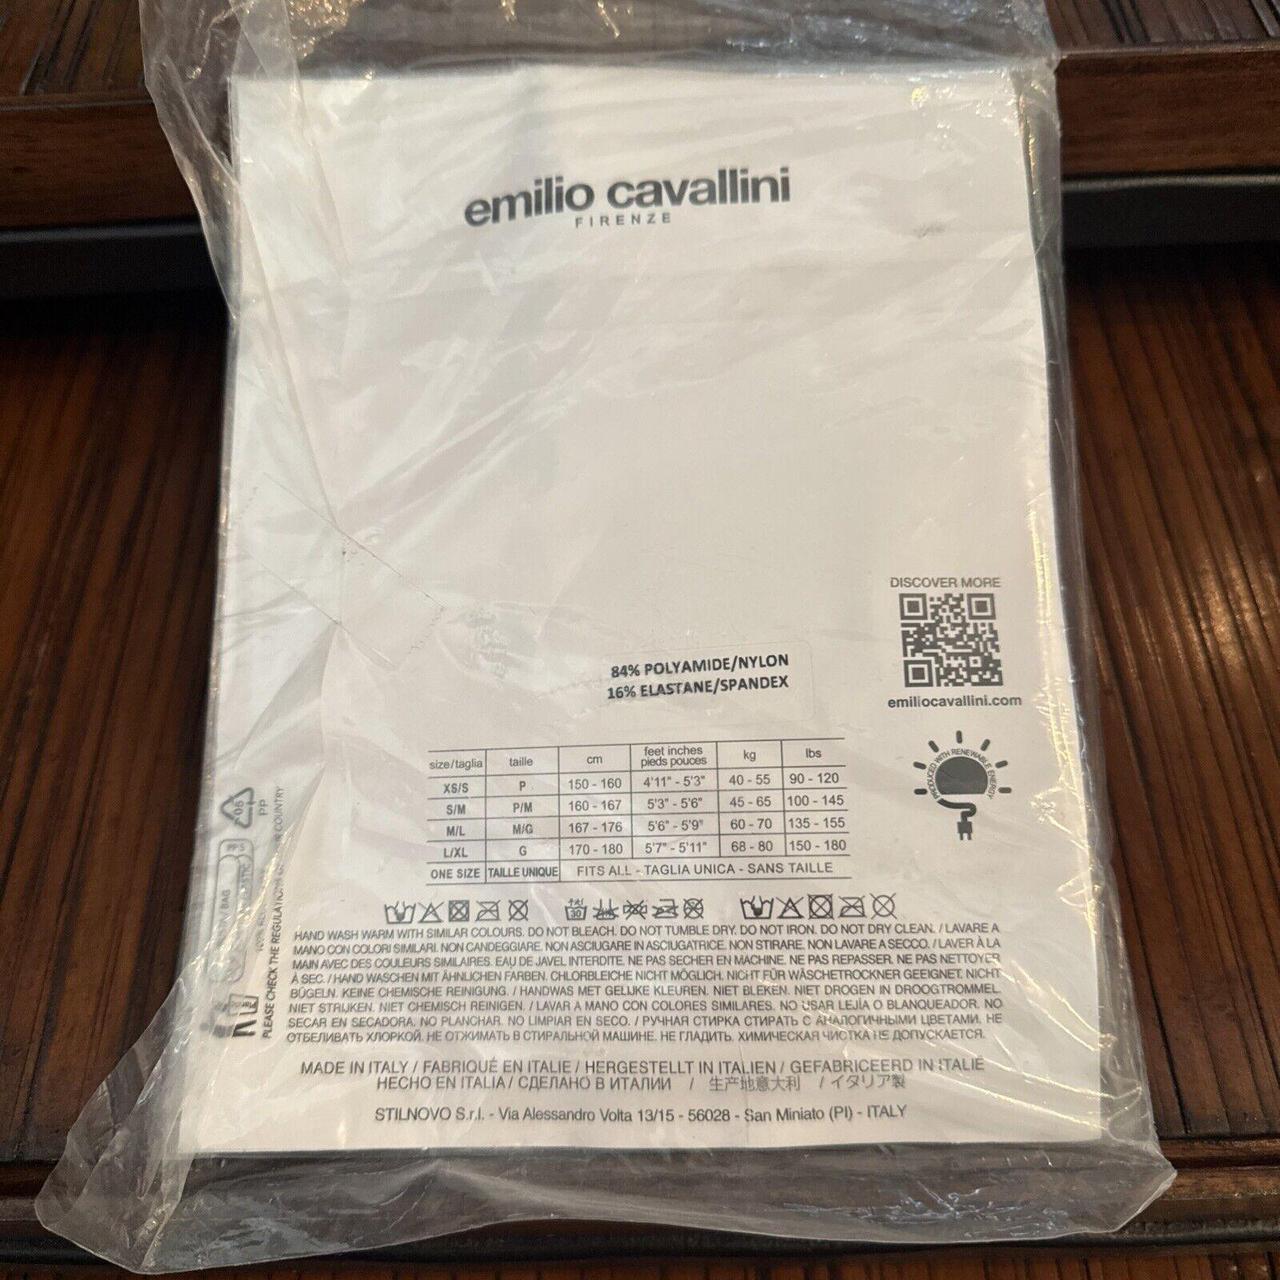 emilio cavallini
FIRENZE
DISCOVER MORE
emiliocavallini.com
84% POLYAMIDE/NYLON
16% ELASTANE/SPANDEX
PRODUCED WITH RENEWABLE ENERGY
size/taglia taille cm feet inches pieds pouces kg lbs
XS/S P 150 - 160 4'11" - 5'3" 40 - 55 90 - 120
S/M P/M 160 - 167 5'3" - 5'6" 45 - 65 100 - 145
M/L M/G 167 - 176 5'6" - 5'9" 60 - 70 135 - 155
L/XL G 170 - 180 5'7" - 5'11" 68 - 80 150 - 180
ONE SIZE TAILLE UNIQUE FITS ALL - TAGLIA UNICA - SANS TAILLE
05
PP
PLEASE CHECK THE REGULATION COUNTRY
HAND WASH WARM WITH SIMILAR COLOURS. DO NOT BLEACH. DO NOT TUMBLE DRY. DO NOT IRON. DO NOT DRY CLEAN. / LAVARE A
MANO CON COLORI SIMILARI. NON CANDEGGIARE. NON ASCIUGARE IN ASCIUGATRICE. NON STIRARE. NON LAVARE A SECCO. / LAVER À LA
MAIN AVEC DES COULEURS SIMILAIRES. EAU DE JAVEL INTERDITE. NE PAS SECHER EN MACHINE. NE PAS REPASSER. NE PAS NETTOYER
À SEC. / HAND WASCHEN MIT ÄHNLICHEN FARBEN. CHLORBLEICHE NICHT MÖGLICH. NICHT FÜR WÄSCHETROCKNER GEEIGNET. NICHT
BÜGELN. KEINE CHEMISCHE REINIGUNG. / HANDWAS MET GELIJKE KLEUREN. NIET BLEKEN. NIET DROGEN IN DROOGTROMMEL.
NIET STRIJKEN. NIET CHEMISCH REINIGEN. / LAVAR A MANO CON COLORES SIMILARES. NO USAR LEJÍA O BLANQUEADOR. NO
SECAR EN SECADORA. NO PLANCHAR. NO LIMPIAR EN SECO. / РУЧНАЯ СТИРКА СТИРАТЬ С АНАЛОГИЧНЫМИ ЦВЕТАМИ. НЕ
ОТБЕЛИВАТЬ ХЛОРКОЙ. НЕ ОТЖИМАТЬ В СТИРАЛЬНОЙ МАШИНЕ. НЕ ГЛАДИТЬ. ХИМИЧЕСКАЯ ЧИСТКА НЕ ДОПУСКАЕТСЯ.
MADE IN ITALY / FABRIQUÉ EN ITALIE / HERGESTELLT IN ITALIEN / GEFABRICEERD IN ITALIË
HECHO EN ITALIA / СДЕЛАНО В ИТАЛИИ / 生产地意大利 / イタリア製
STILNOVO S.r.l. - Via Alessandro Volta 13/15 - 56028 - San Miniato (PI) - ITALY